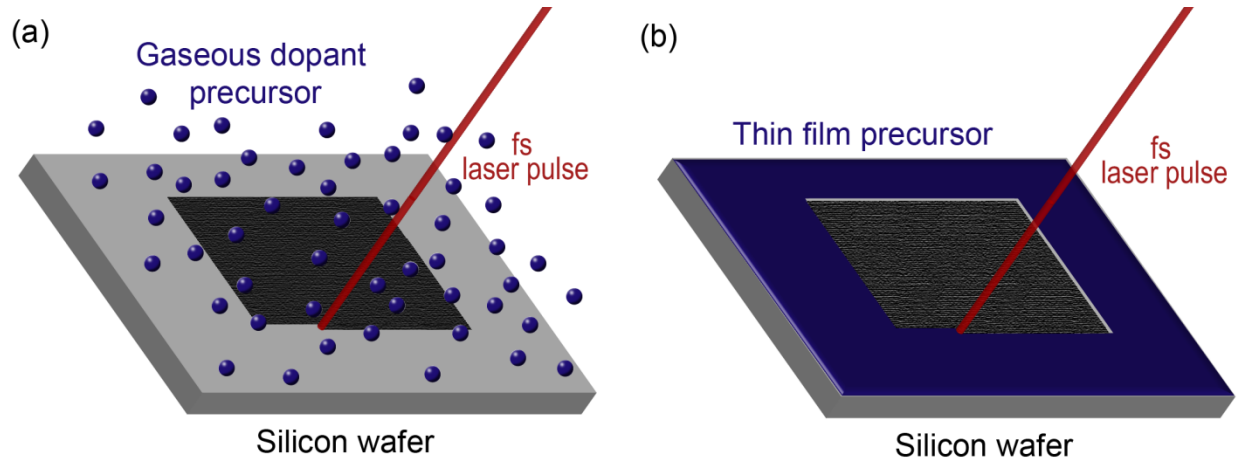 (a)
Gaseous dopant
precursor
fs
laser pulse
Silicon wafer
(b)
Thin film precursor
fs
laser pulse
Silicon wafer